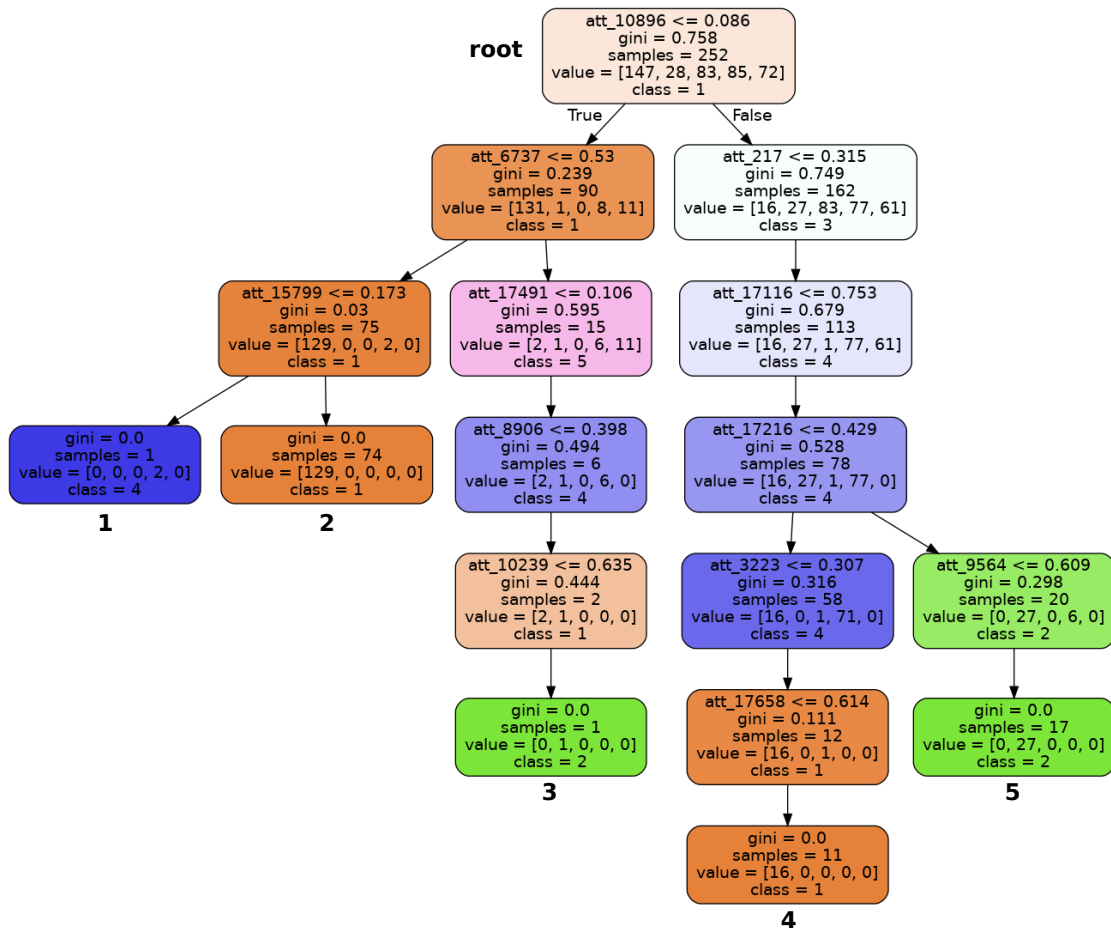 root
att_10896 <= 0.086
gini = 0.758
samples = 252
value = [147, 28, 83, 85, 72]
class = 1
True
False
att_6737 <= 0.53
gini = 0.239
samples = 90
value = [131, 1, 0, 8, 11]
class = 1
att_217 <= 0.315
gini = 0.749
samples = 162
value = [16, 27, 83, 77, 61]
class = 3
att_15799 <= 0.173
gini = 0.03
samples = 75
value = [129, 0, 0, 2, 0]
class = 1
att_17491 <= 0.106
gini = 0.595
samples = 15
value = [2, 1, 0, 6, 11]
class = 5
att_17116 <= 0.753
gini = 0.679
samples = 113
value = [16, 27, 1, 77, 61]
class = 4
gini = 0.0
samples = 1
value = [0, 0, 0, 2, 0]
class = 4
1
gini = 0.0
samples = 74
value = [129, 0, 0, 0, 0]
class = 1
2
att_8906 <= 0.398
gini = 0.494
samples = 6
value = [2, 1, 0, 6, 0]
class = 4
att_17216 <= 0.429
gini = 0.528
samples = 78
value = [16, 27, 1, 77, 0]
class = 4
att_10239 <= 0.635
gini = 0.444
samples = 2
value = [2, 1, 0, 0, 0]
class = 1
att_3223 <= 0.307
gini = 0.316
samples = 58
value = [16, 0, 1, 71, 0]
class = 4
att_9564 <= 0.609
gini = 0.298
samples = 20
value = [0, 27, 0, 6, 0]
class = 2
gini = 0.0
samples = 1
value = [0, 1, 0, 0, 0]
class = 2
3
att_17658 <= 0.614
gini = 0.111
samples = 12
value = [16, 0, 1, 0, 0]
class = 1
gini = 0.0
samples = 17
value = [0, 27, 0, 0, 0]
class = 2
5
gini = 0.0
samples = 11
value = [16, 0, 0, 0, 0]
class = 1
4